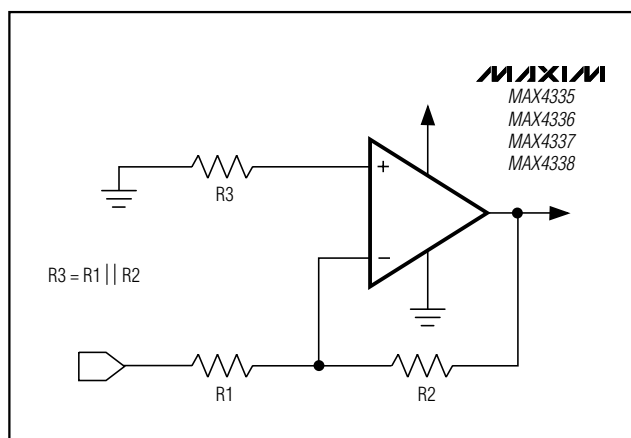 MAXIM
MAX4335
MAX4336
MAX4337
MAX4338
+
R3
−
R3 = R1 || R2
R1
R2